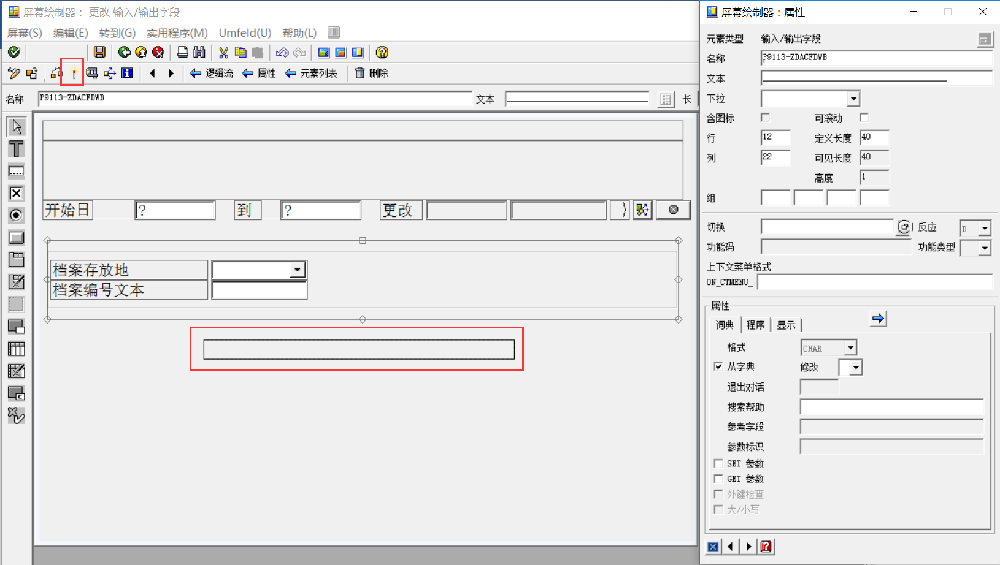 屏幕绘制器： 更改 输入/输出字段
屏幕(S) 编辑(E) 转到(G) 实用程序(M) Umfeld(U) 帮助(L)
逻辑流 属性 元素列表 删除
名称 P9113-ZDACFDWB 文本 长
开始日 ? 到 ? 更改
档案存放地
档案编号文本
屏幕绘制器：属性
元素类型 输入/输出字段
名称 P9113-ZDACFDWB
文本
下拉
含图标 可滚动
行 12 定义长度 40
列 22 可见长度 40
高度 1
组
切换 反应 D
功能码 功能类型
上下文菜单格式
ON_CTMENU_
属性
词典 程序 显示
格式 CHAR
从字典 修改
退出对话
搜索帮助
参考字段
参数标识
SET 参数
GET 参数
外键检查
大/小写